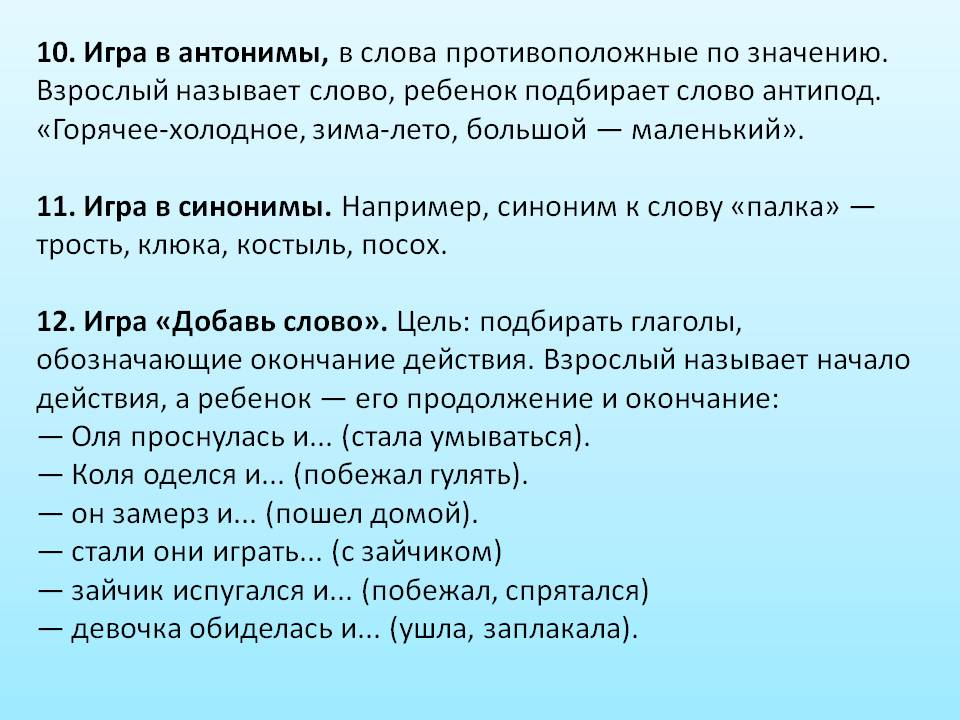 10. Игра в антонимы, в слова противоположные по значению.
Взрослый называет слово, ребенок подбирает слово антипод.
«Горячее-холодное, зима-лето, большой — маленький».
11. Игра в синонимы. Например, синоним к слову «палка» —
трость, клюка, костыль, посох.
12. Игра «Добавь слово». Цель: подбирать глаголы,
обозначающие окончание действия. Взрослый называет начало
действия, а ребенок — его продолжение и окончание:
— Оля проснулась и... (стала умываться).
— Коля оделся и... (побежал гулять).
— он замерз и... (пошел домой).
— стали они играть... (с зайчиком)
— зайчик испугался и... (побежал, спрятался)
— девочка обиделась и... (ушла, заплакала).